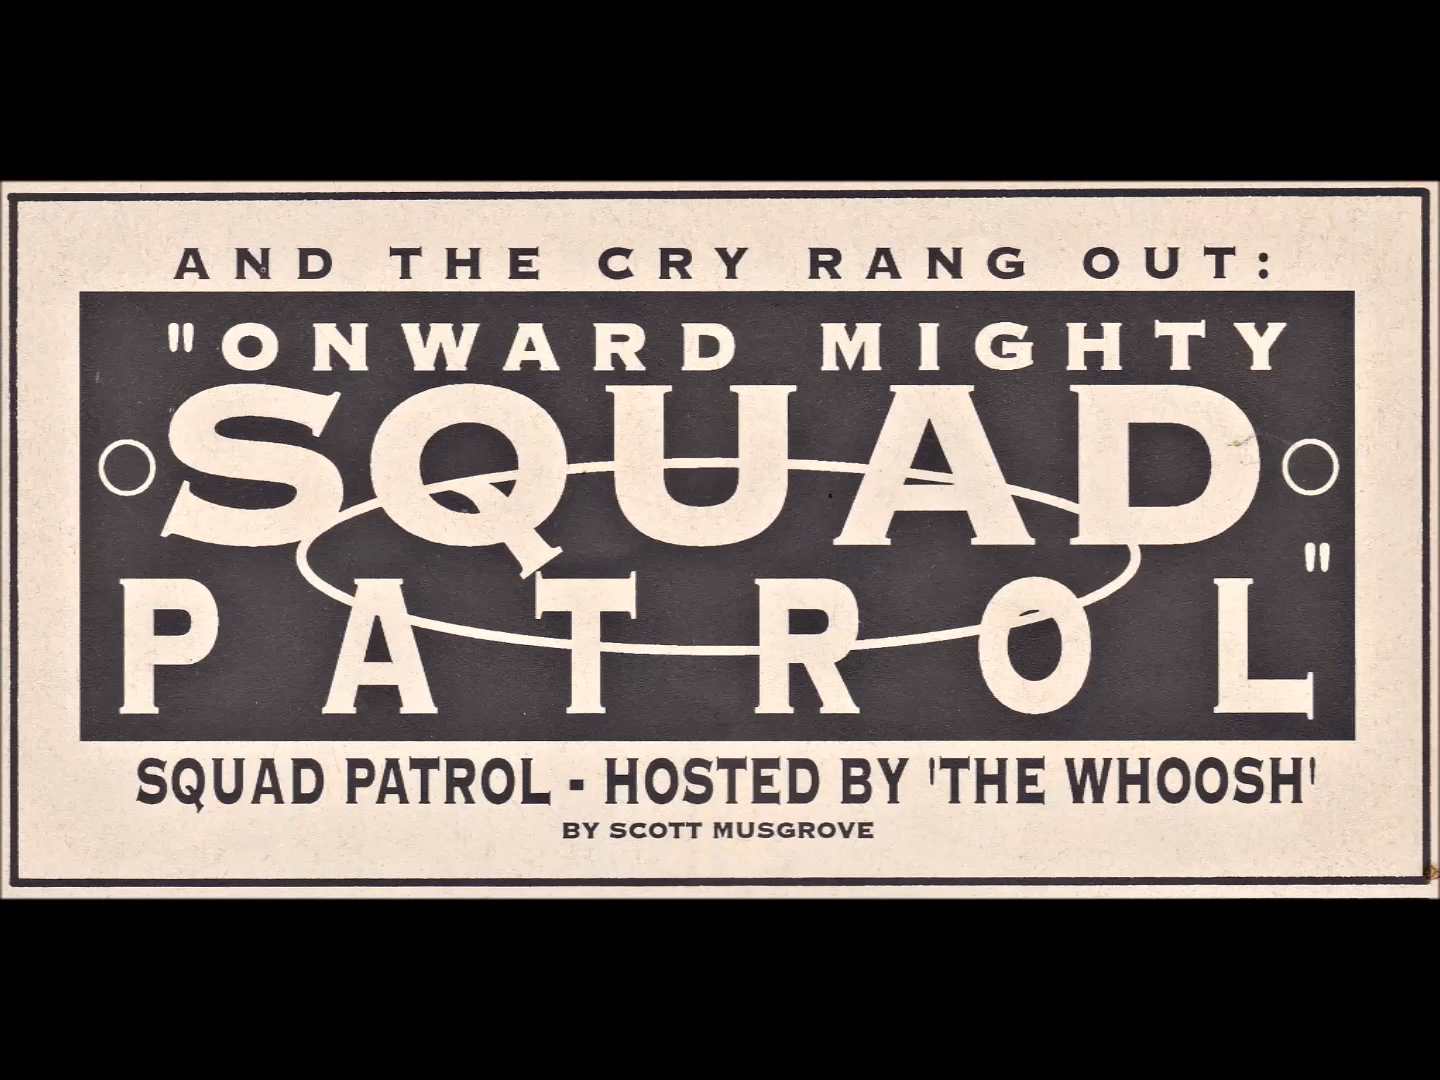 AND THE CRY RANG OUT:
"ONWARD MIGHTY
SQUAD
PATROL"
SQUAD PATROL - HOSTED BY 'THE WHOOSH'
BY SCOTT MUSGROVE